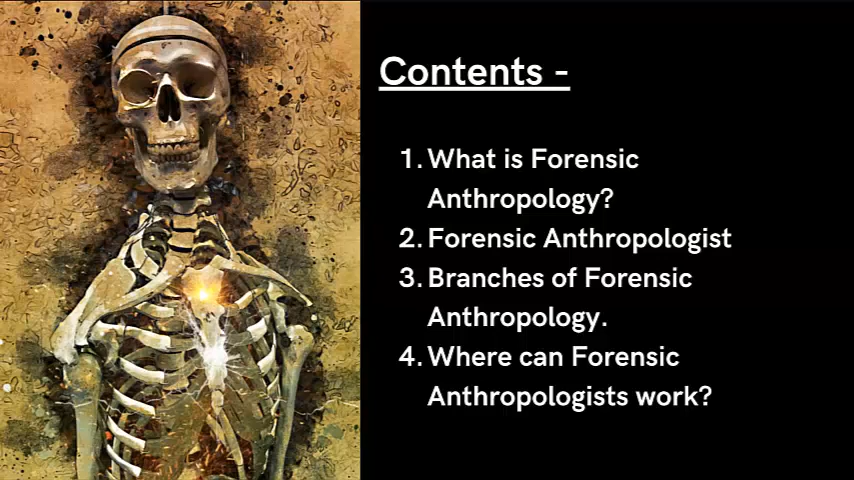 Contents -
1. What is Forensic
Anthropology?
2. Forensic Anthropologist
3. Branches of Forensic
Anthropology.
4. Where can Forensic
Anthropologists work?